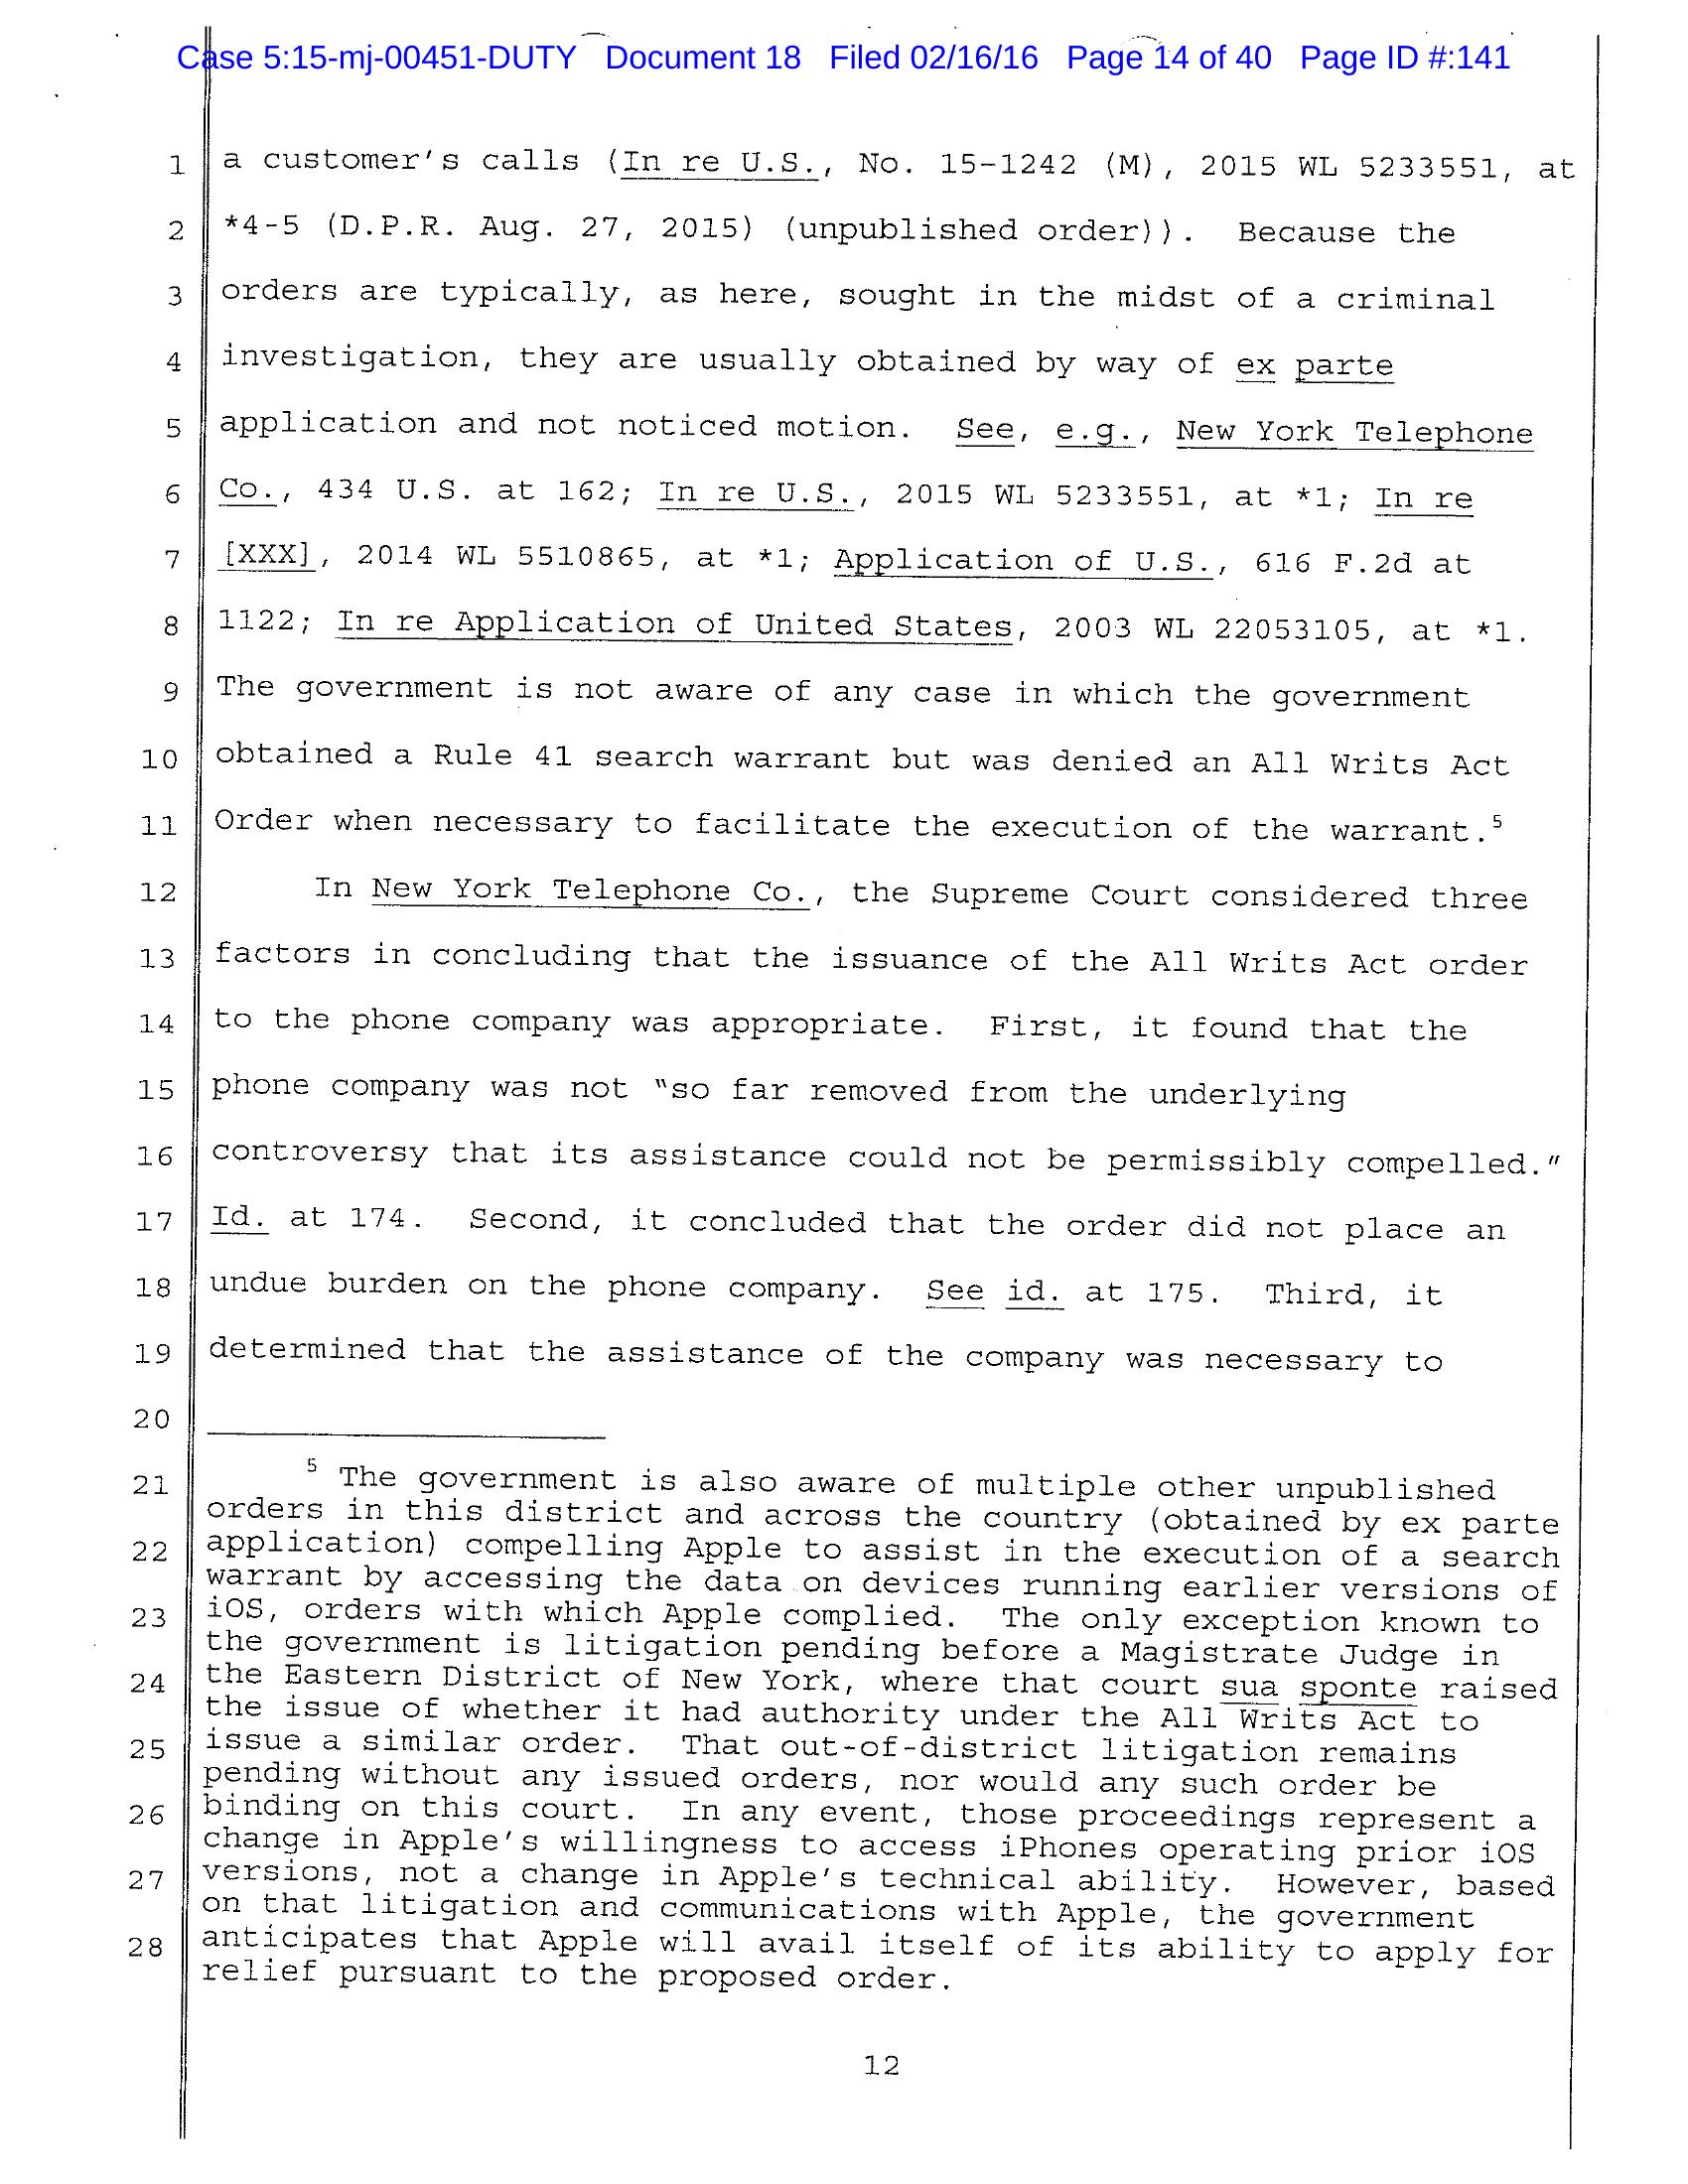 Case 5:15-mj-00451-DUTY Document 18 Filed 02/16/16 Page 14 of 40 Page ID #:141
1 a customer's calls (In re U.S., No. 15-1242 (M), 2015 WL 5233551, at
2 *4-5 (D.P.R. Aug. 27, 2015) (unpublished order)). Because the
3 orders are typically, as here, sought in the midst of a criminal
4 investigation, they are usually obtained by way of ex parte
5 application and not noticed motion. See, e.g., New York Telephone
6 Co., 434 U.S. at 162; In re U.S., 2015 WL 5233551, at *1; In re
7 [XXX], 2014 WL 5510865, at *1; Application of U.S., 616 F.2d at
8 1122; In re Application of United States, 2003 WL 22053105, at *1.
9 The government is not aware of any case in which the government
10 obtained a Rule 41 search warrant but was denied an All Writs Act
11 Order when necessary to facilitate the execution of the warrant.5
12 In New York Telephone Co., the Supreme Court considered three
13 factors in concluding that the issuance of the All Writs Act order
14 to the phone company was appropriate. First, it found that the
15 phone company was not "so far removed from the underlying
16 controversy that its assistance could not be permissibly compelled."
17 Id. at 174. Second, it concluded that the order did not place an
18 undue burden on the phone company. See id. at 175. Third, it
19 determined that the assistance of the company was necessary to
20
21 5 The government is also aware of multiple other unpublished
orders in this district and across the country (obtained by ex parte
22 application) compelling Apple to assist in the execution of a search
warrant by accessing the data on devices running earlier versions of
23 iOS, orders with which Apple complied. The only exception known to
the government is litigation pending before a Magistrate Judge in
24 the Eastern District of New York, where that court sua sponte raised
the issue of whether it had authority under the All Writs Act to
25 issue a similar order. That out-of-district litigation remains
pending without any issued orders, nor would any such order be
26 binding on this court. In any event, those proceedings represent a
change in Apple's willingness to access iPhones operating prior iOS
27 versions, not a change in Apple's technical ability. However, based
on that litigation and communications with Apple, the government
28 anticipates that Apple will avail itself of its ability to apply for
relief pursuant to the proposed order.
12